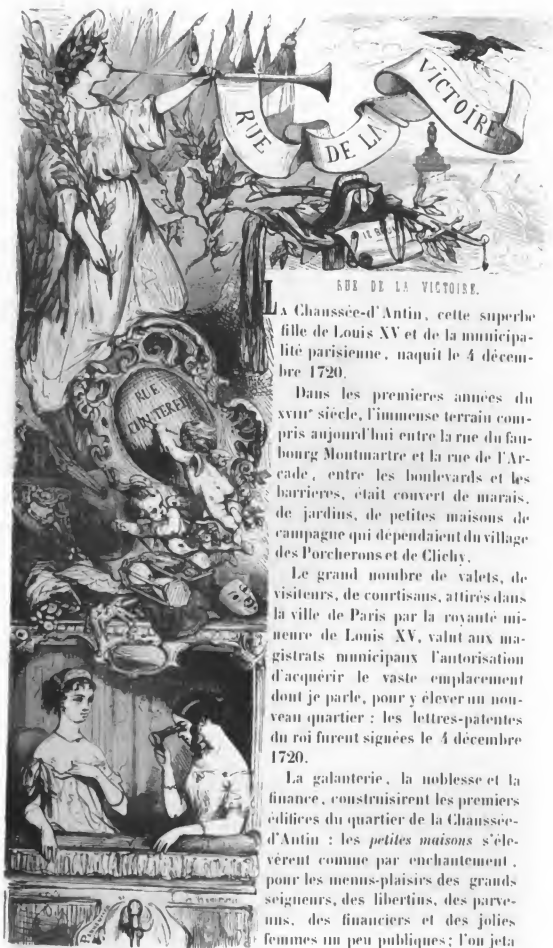 RUE DE LA VICTOIRE
RUE
RUE DE LA VICTOIRE.
LA Chaussée-d'Antin, cette superbe
fille de Louis XV et de la municipa-
lité parisienne, naquit le 4 décem-
bre 1720.
Dans les premières années du
XVIIIe siècle, l'immense terrain com-
pris aujourd'hui entre la rue du fau-
bourg Montmartre et la rue de l'Ar-
cade, entre les boulevards et les
barrières, était couvert de marais,
de jardins, de petites maisons de
campagne qui dépendaient du village
des Porcherons et de Clichy.
Le grand nombre de valets, de
visiteurs, de courtisans, attirés dans
la ville de Paris par la royauté mi-
neure de Louis XV, valut aux ma-
gistrats municipaux l'autorisation
d'acquérir le vaste emplacement
dont je parle, pour y élever un nou-
veau quartier : les lettres-patentes
du roi furent signées le 4 décembre
1720.
La galanterie, la noblesse et la
finance, construisirent les premiers
édifices du quartier de la Chaussée-
d'Antin : les petites maisons s'éle-
vèrent comme par enchantement,
pour les menus-plaisirs des grands
seigneurs, des libertins, des parve-
nus, des financiers et des jolies
femmes un peu publiques ; l'on jeta